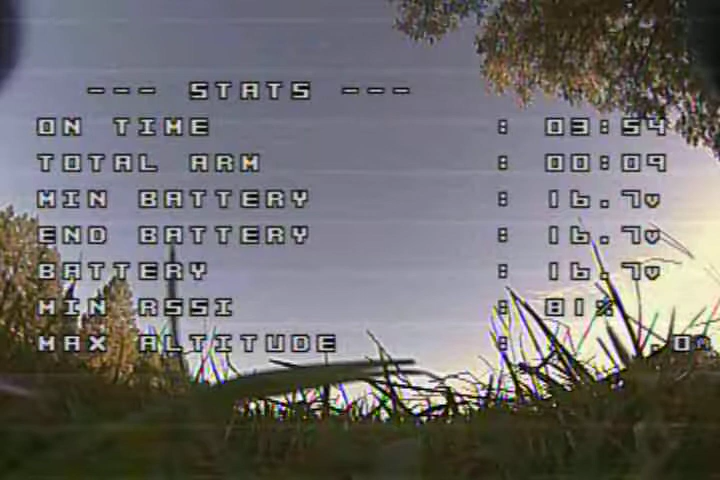 --- STATS ---
ON TIME : 03:54
TOTAL ARM : 00:09
MIN BATTERY : 16.7V
END BATTERY : 16.7V
BATTERY : 16.7V
MIN RSSI : 81%
MAX ALTITUDE : .0M